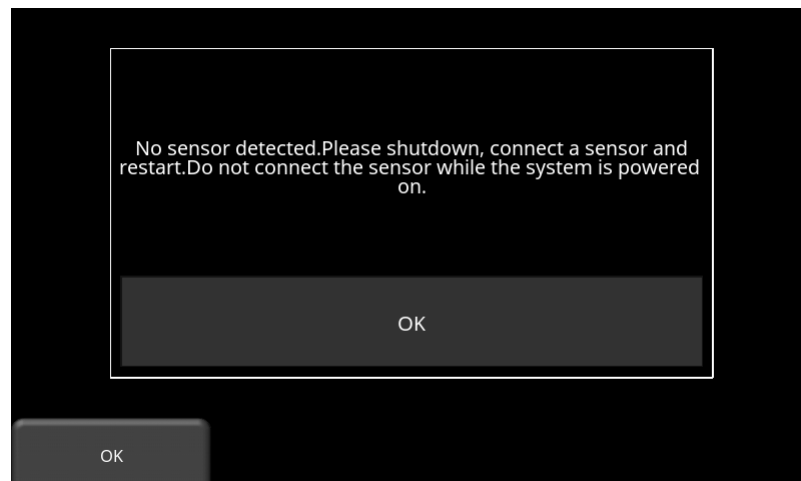 No sensor detected.Please shutdown, connect a sensor and
restart.Do not connect the sensor while the system is powered
on.
OK
OK